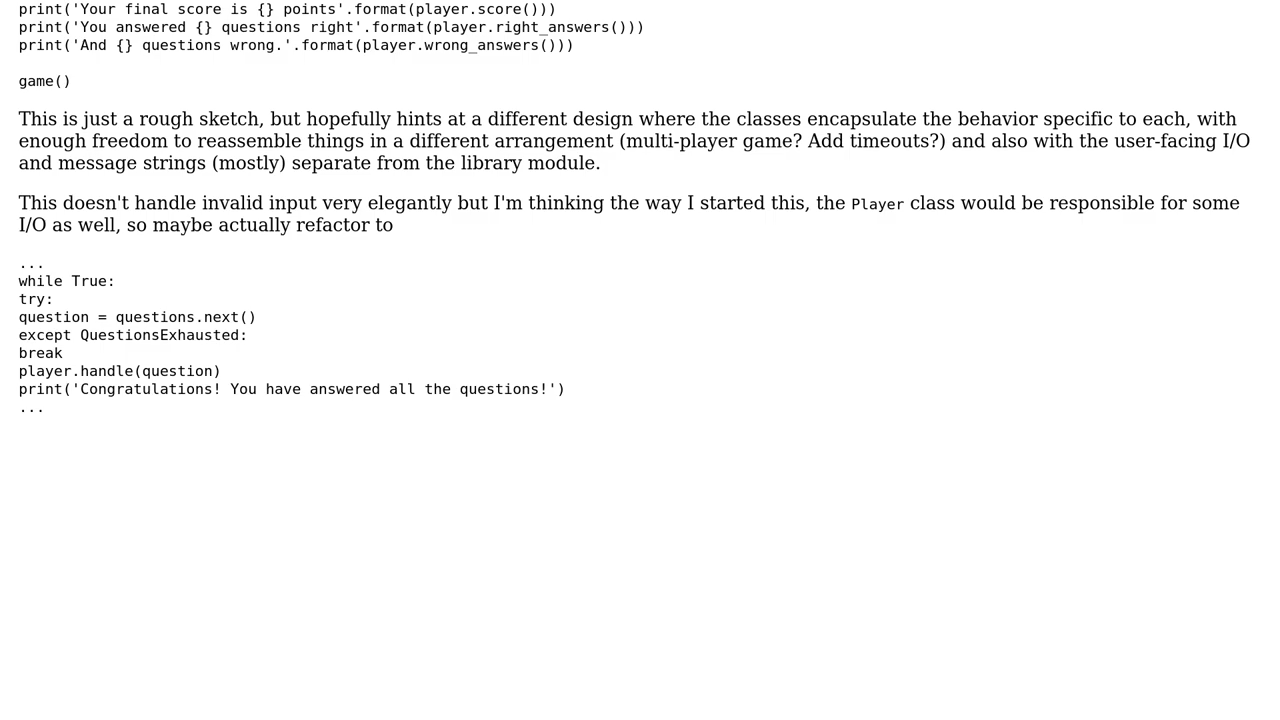 print('Your final score is {} points'.format(player.score()))
print('You answered {} questions right'.format(player.right_answers()))
print('And {} questions wrong.'.format(player.wrong_answers()))
game()
This is just a rough sketch, but hopefully hints at a different design where the classes encapsulate the behavior specific to each, with
enough freedom to reassemble things in a different arrangement (multi-player game? Add timeouts?) and also with the user-facing I/O
and message strings (mostly) separate from the library module.
This doesn't handle invalid input very elegantly but I'm thinking the way I started this, the Player class would be responsible for some
I/O as well, so maybe actually refactor to
...
while True:
try:
question = questions.next()
except QuestionsExhausted:
break
player.handle(question)
print('Congratulations! You have answered all the questions!')
...